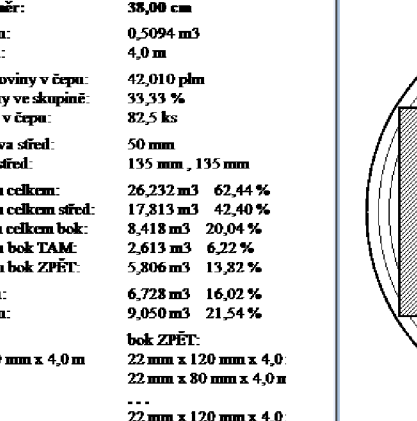 něr: 38,00 cm
n: 0,5094 m3
: 4,0 m
oviny v čepu: 42,010 plm
y ve skupině: 33,33 %
v čepu: 82,5 ks
va střed: 50 mm
třed: 135 mm , 135 mm
u celkem: 26,232 m3 62,44 %
u celkem střed: 17,813 m3 42,40 %
u celkem bok: 8,418 m3 20,04 %
u bok TAM: 2,613 m3 6,22 %
u bok ZPĚT: 5,806 m3 13,82 %
: 6,728 m3 16,02 %
n: 9,050 m3 21,54 %
bok ZPĚT:
0 mm x 4,0 m 22 mm x 120 mm x 4,0
22 mm x 80 mm x 4,0 m
- - -
22 mm x 120 mm x 4,0